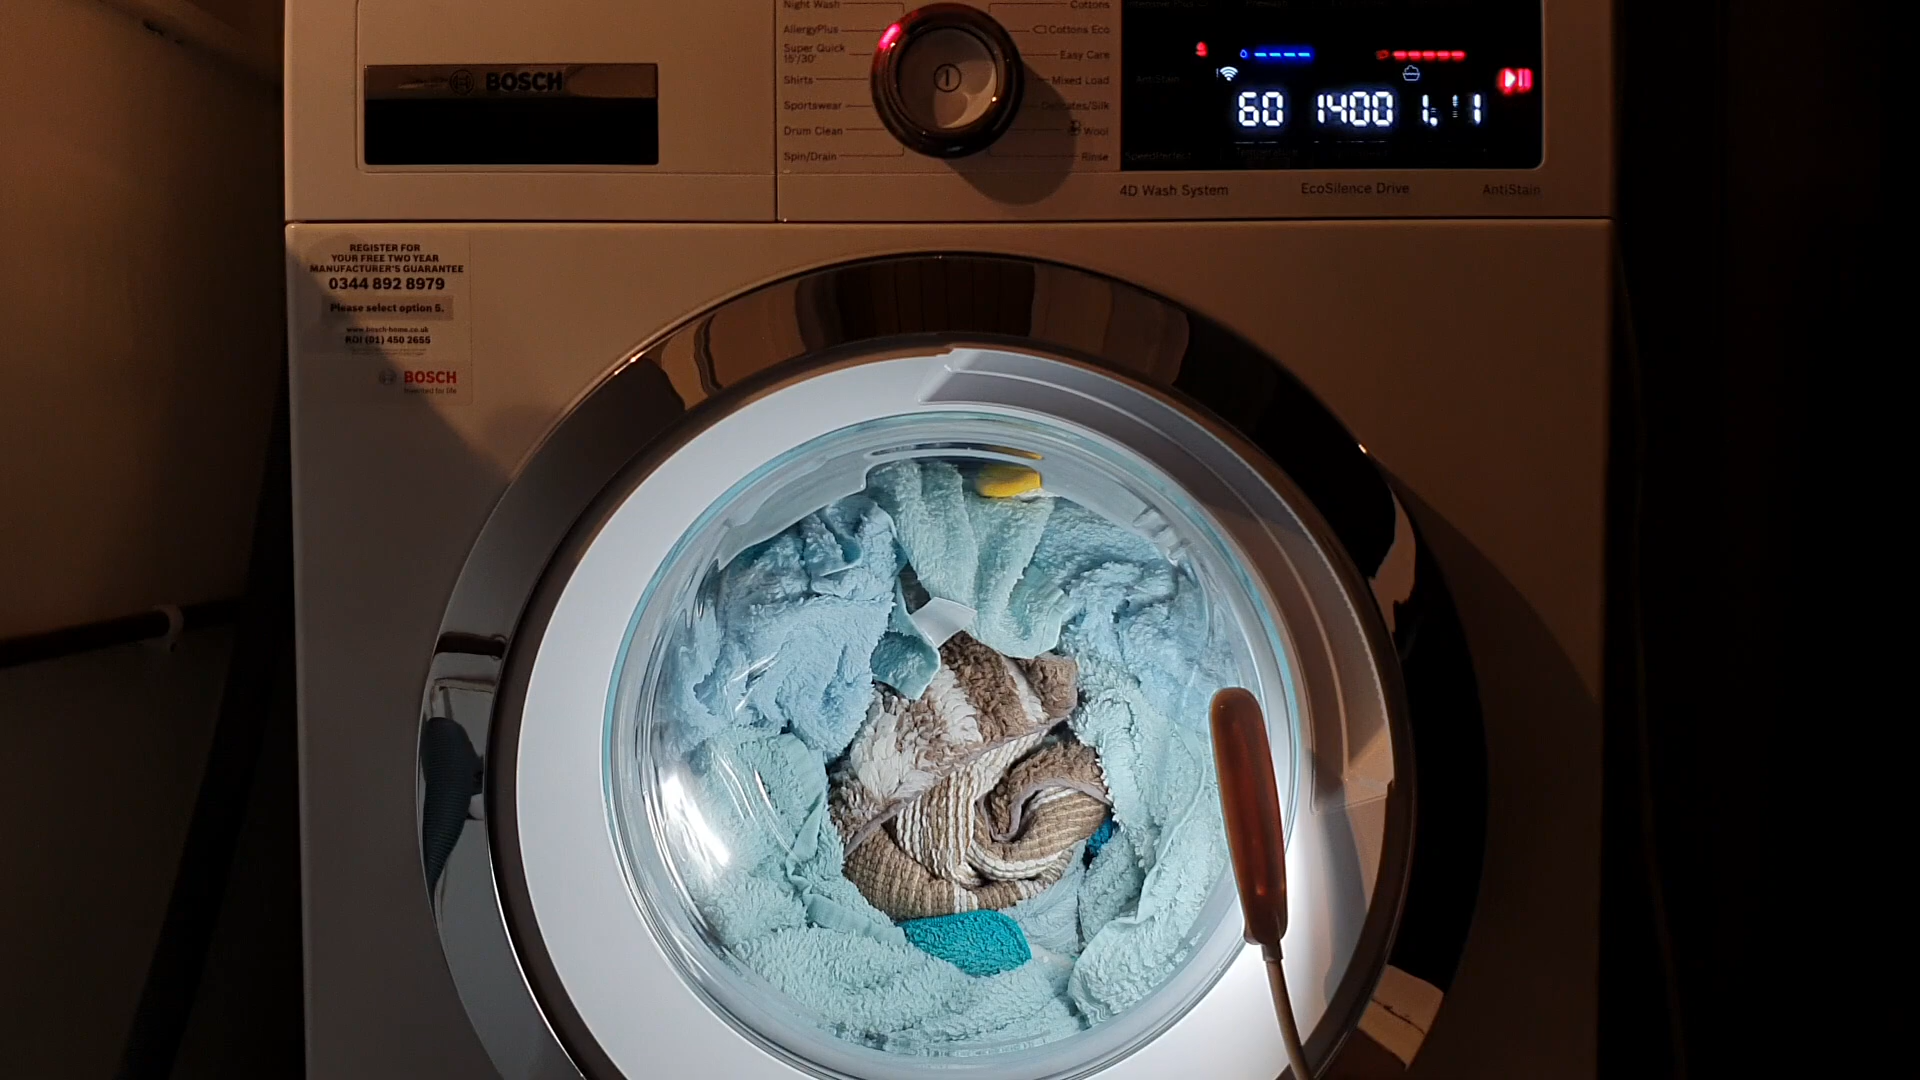 BOSCH
Night Wash
AllergyPlus
Super Quick
15'/30'
Shirts
Sportswear
Drum Clean
Spin/Drain
Cottons
Cottons Eco
Easy Care
Mixed Load
Delicates/Silk
Wool
Rinse
AntiStain
60 1400
SpeedPerfect
4D Wash System
EcoSilence Drive
AntiStain
REGISTER FOR
YOUR FREE TWO YEAR
MANUFACTURER'S GUARANTEE
0344 892 8979
Please select option 5.
www.bosch-home.co.uk
ROI (01) 450 2655
BOSCH
Invented for life